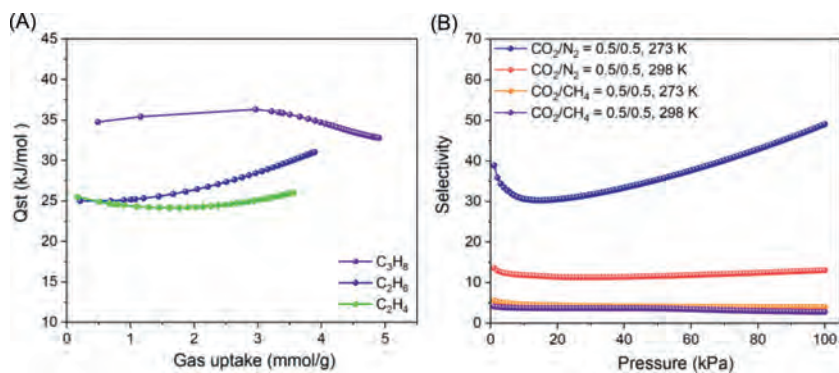 (A)
45
40
35
30
25
20
15
10
Qst (kJ/mol)
0 1 2 3 4 5
Gas uptake (mmol/g)
C₃H₈
C₂H₆
C₂H₄
(B)
70
60
50
40
30
20
10
0
Selectivity
0 20 40 60 80 100
Pressure (kPa)
CO₂/N₂ = 0.5/0.5, 273 K
CO₂/N₂ = 0.5/0.5, 298 K
CO₂/CH₄ = 0.5/0.5, 273 K
CO₂/CH₄ = 0.5/0.5, 298 K